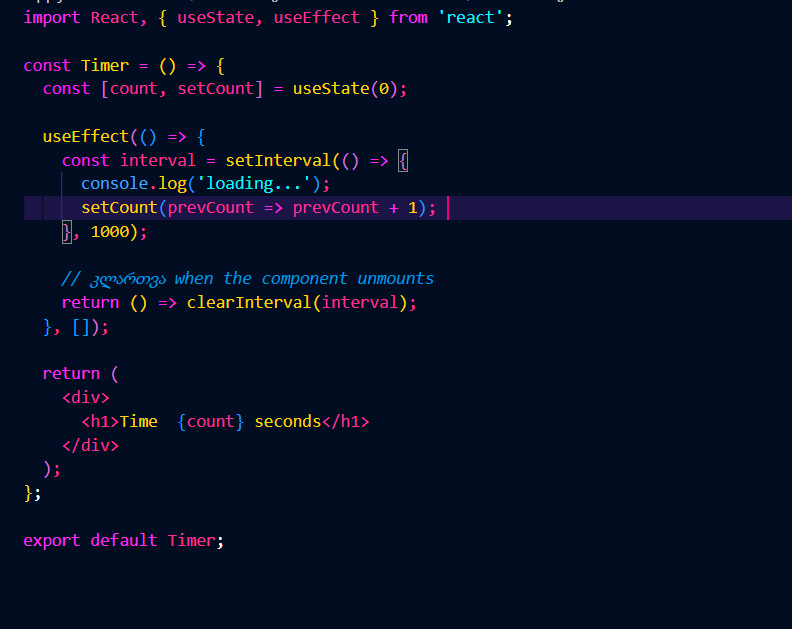 import React, { useState, useEffect } from 'react';
const Timer = () => {
const [count, setCount] = useState(0);
useEffect(() => {
const interval = setInterval(() => {
console.log('loading...');
setCount(prevCount => prevCount + 1);
}, 1000);
// კლართვა when the component unmounts
return () => clearInterval(interval);
}, []);
return (
<div>
<h1>Time  {count} seconds</h1>
</div>
);
};
export default Timer;